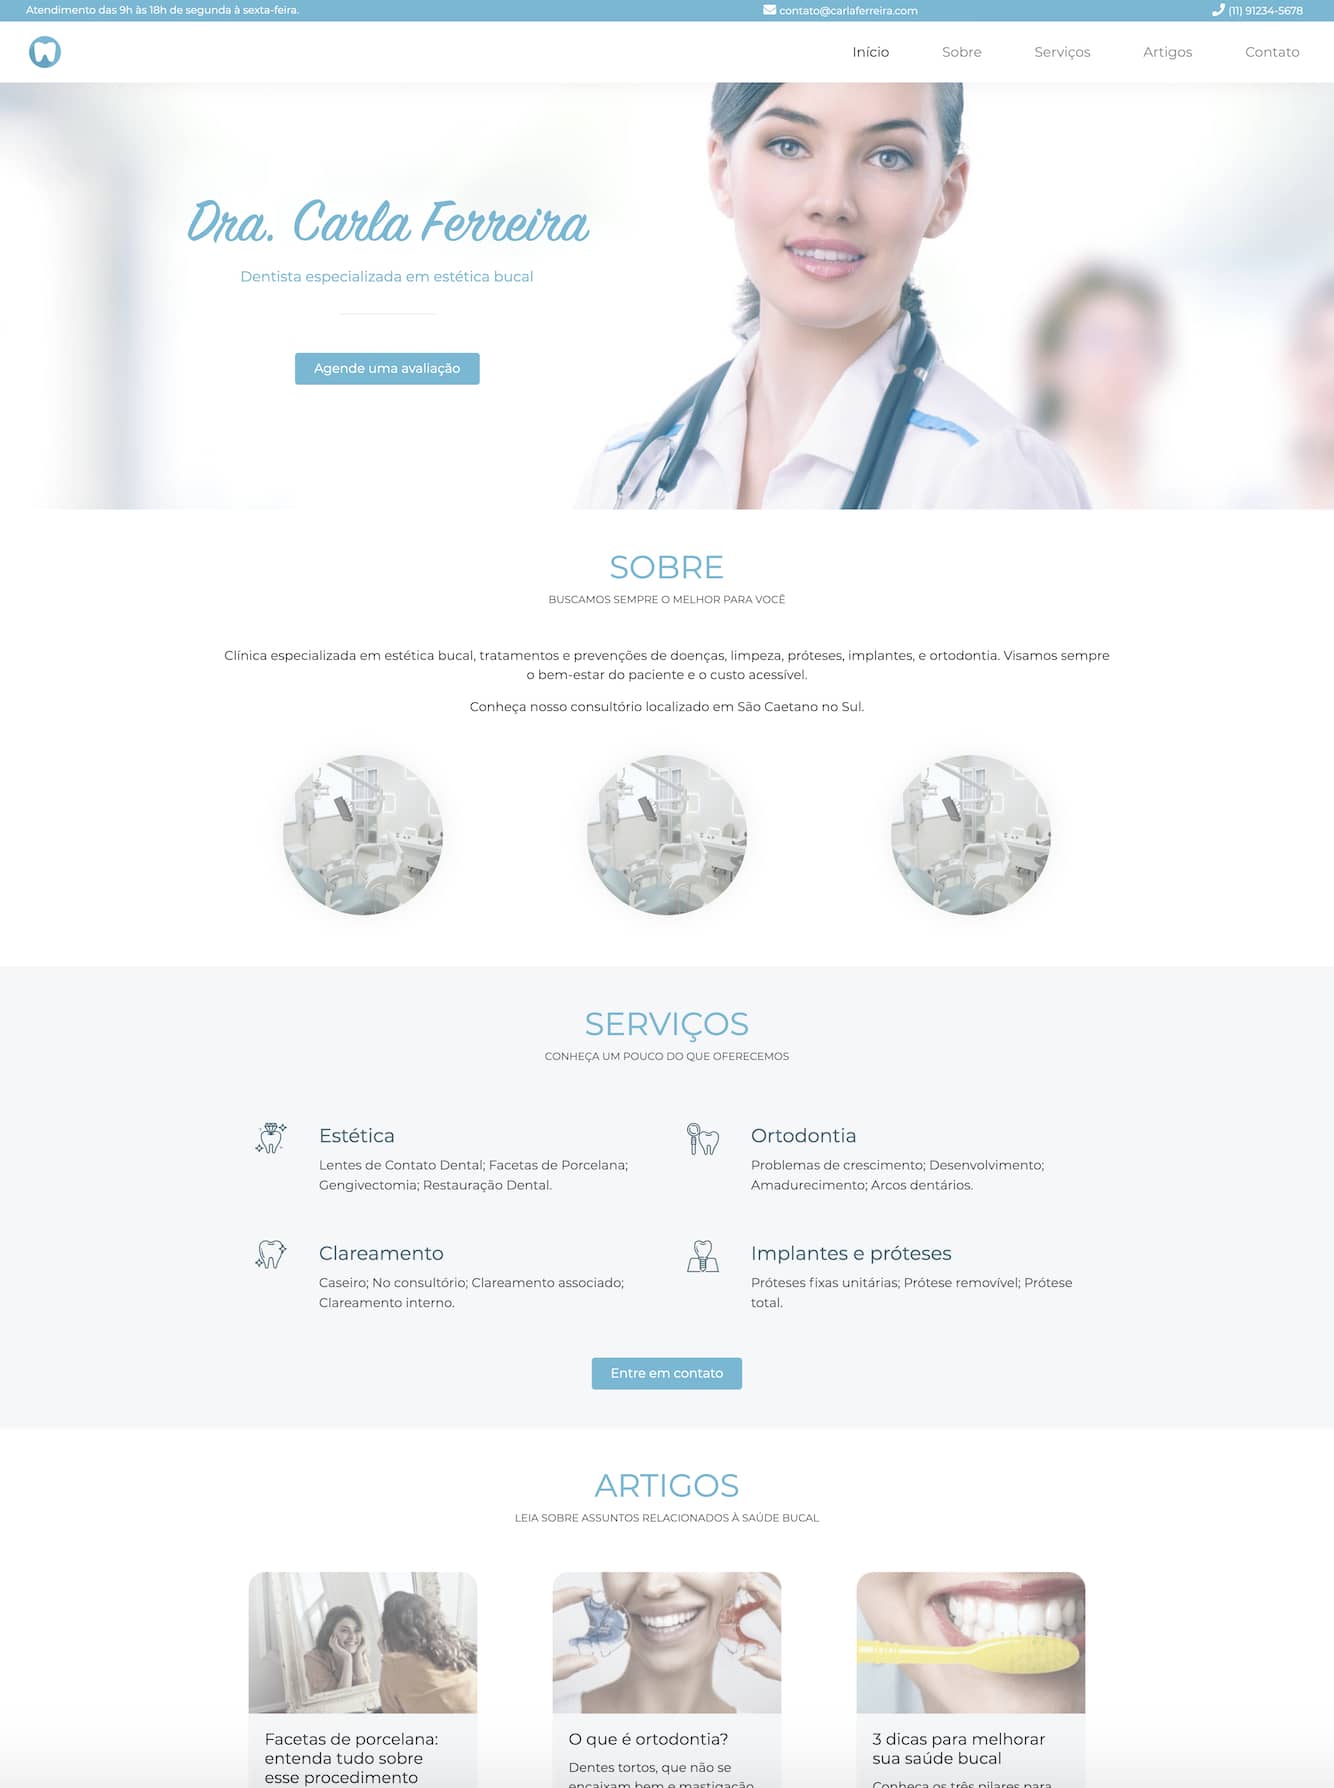 Atendimento das 9h às 18h de segunda à sexta-feira.
contato@carlaferreira.com
(11) 91234-5678
Início
Sobre
Serviços
Artigos
Contato
Dra. Carla Ferreira
Dentista especializada em estética bucal
Agende uma avaliação
SOBRE
BUSCAMOS SEMPRE O MELHOR PARA VOCÊ
Clínica especializada em estética bucal, tratamentos e prevenções de doenças, limpeza, próteses, implantes, e ortodontia. Visamos sempre
o bem-estar do paciente e o custo acessível.
Conheça nosso consultório localizado em São Caetano no Sul.
SERVIÇOS
CONHEÇA UM POUCO DO QUE OFERECEMOS
Estética
Lentes de Contato Dental; Facetas de Porcelana;
Gengivectomia; Restauração Dental.
Ortodontia
Problemas de crescimento; Desenvolvimento;
Amadurecimento; Arcos dentários.
Clareamento
Caseiro; No consultório; Clareamento associado;
Clareamento interno.
Implantes e próteses
Próteses fixas unitárias; Prótese removível; Prótese
total.
Entre em contato
ARTIGOS
LEIA SOBRE ASSUNTOS RELACIONADOS À SAÚDE BUCAL
Facetas de porcelana:
entenda tudo sobre
esse procedimento
O que é ortodontia?
Dentes tortos, que não se
encaixam bem e mastigação
3 dicas para melhorar
sua saúde bucal
Conheça os três pilares para